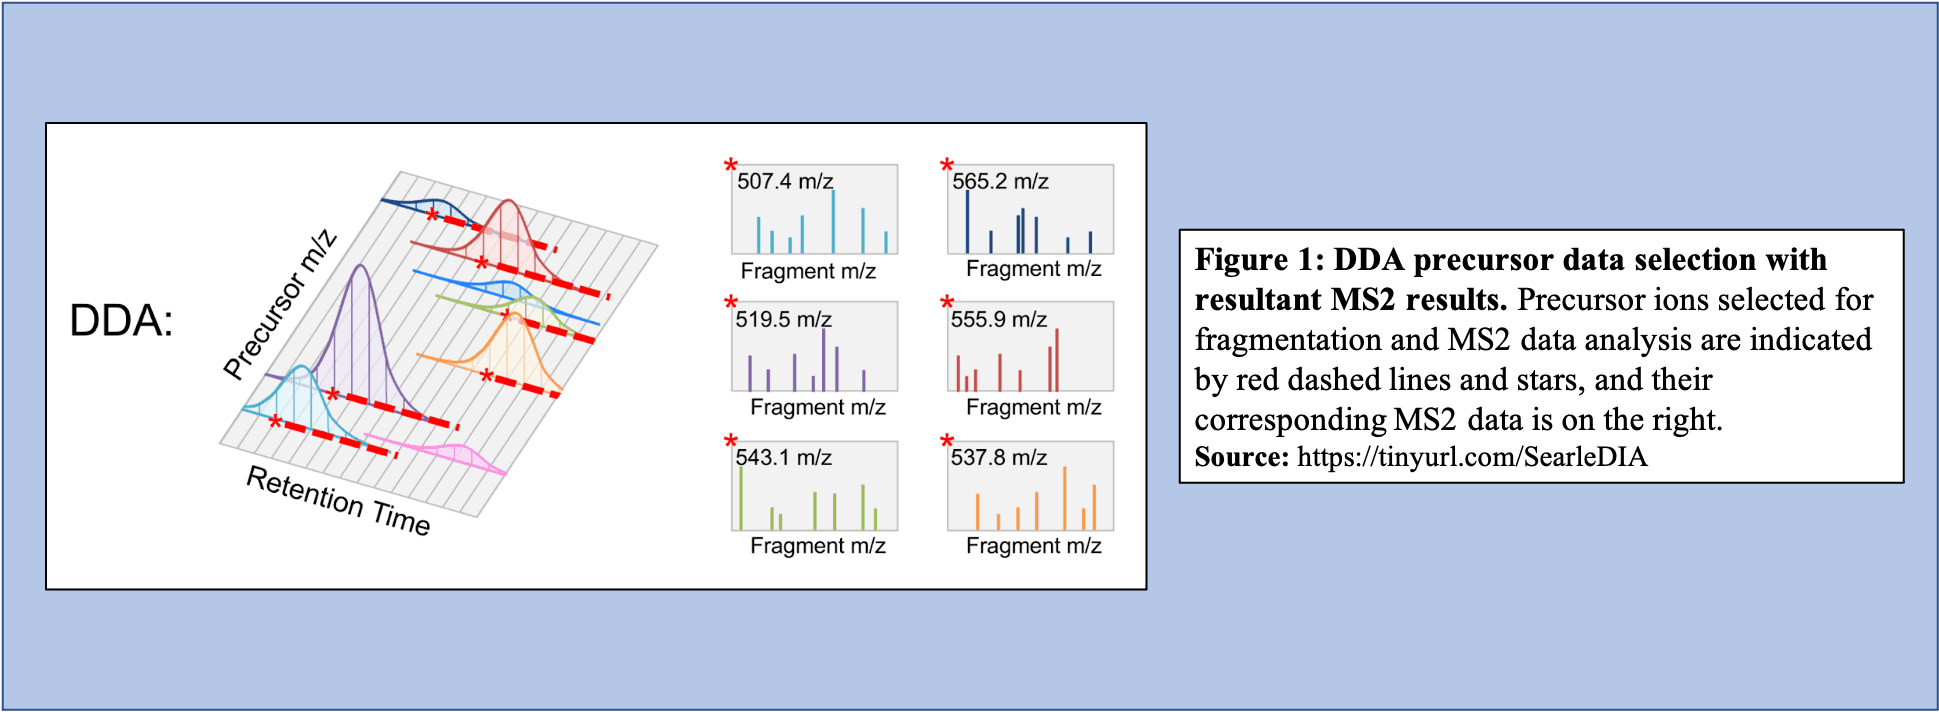 DDA:
Precursor m/z
Retention Time
*
507.4 m/z
Fragment m/z
*
565.2 m/z
Fragment m/z
*
519.5 m/z
Fragment m/z
*
555.9 m/z
Fragment m/z
*
543.1 m/z
Fragment m/z
*
537.8 m/z
Fragment m/z
Figure 1: DDA precursor data selection with
resultant MS2 results. Precursor ions selected for
fragmentation and MS2 data analysis are indicated
by red dashed lines and stars, and their
corresponding MS2 data is on the right.
Source: https://tinyurl.com/SearleDIA